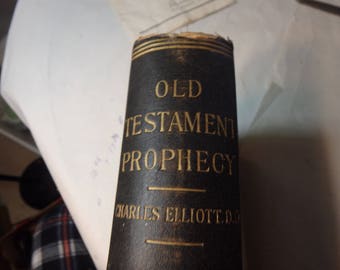 OLD
TESTAMENT
PROPHECY
CHARLES ELLIOTT, D.D.